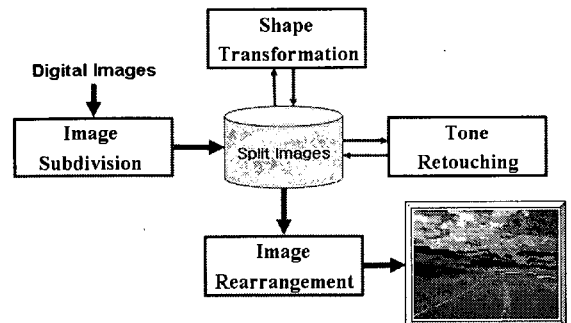 Shape
Transformation
Digital Images
Image
Subdivision
Split Images
Tone
Retouching
Image
Rearrangement